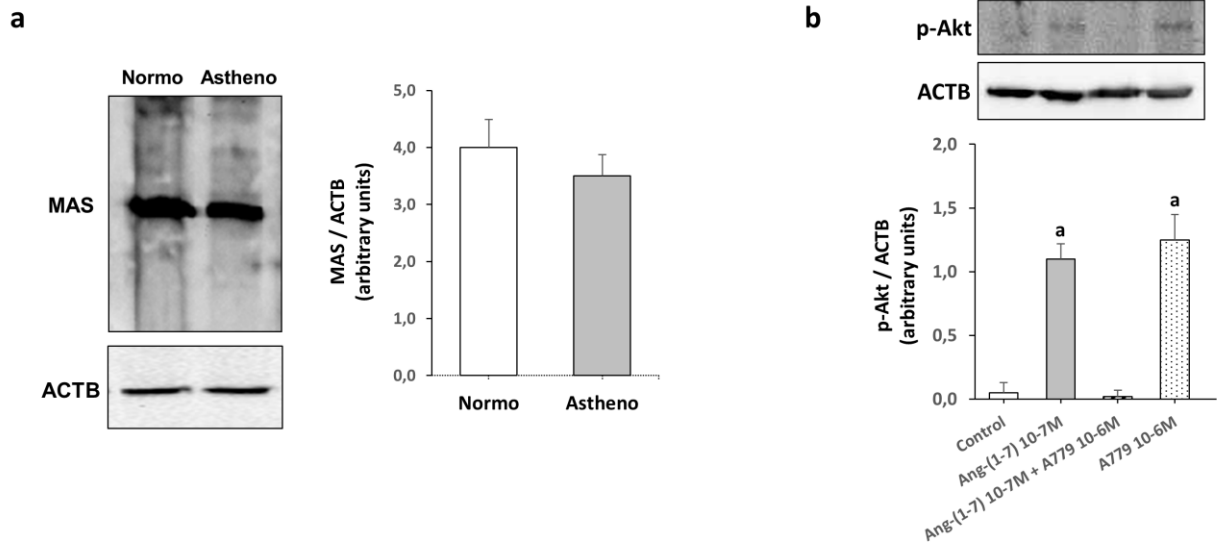 a
Normo Astheno
MAS
ACTB
5,0
4,0
3,0
2,0
1,0
0,0
MAS / ACTB
(arbitrary units)
Normo
Astheno
b
p-Akt
ACTB
2,0
1,5
1,0
0,5
0,0
p-Akt / ACTB
(arbitrary units)
a
a
Control
Ang-(1-7) 10-7M
Ang-(1-7) 10-7M + A779 10-6M
A779 10-6M